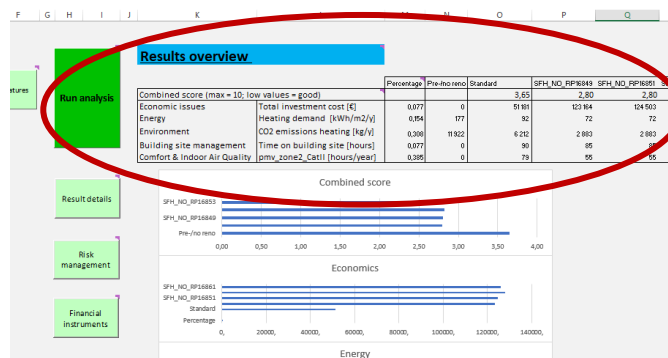 F G H I J K M N O P Q
Results overview
atures
Run analysis
Percentage Pre-/no reno Standard SFH_NO_RP16849 SFH_NO_RP16851
Combined score (max = 10; low values = good) 3,65 2,80 2,80
Economic issues Total investment cost [€] 0,077 0 51 181 123 164 124 503
Energy Heating demand [kWh/m2/y] 0,154 177 92 72 72
Environment CO2 emissions heating [kg/y] 0,308 11 922 6 212 2 883 2 883
Building site management Time on building site [hours] 0,077 0 90 85 85
Comfort & Indoor Air Quality pmv_zone2_CatII [hours/year] 0,385 0 79 55 55
Result details
Risk
management
Financial
instruments
Combined score
SFH_NO_RP16853
SFH_NO_RP16849
Pre-/no reno
0,00 0,50 1,00 1,50 2,00 2,50 3,00 3,50 4,00
Economics
SFH_NO_RP16861
SFH_NO_RP16851
Standard
Percentage
0, 20000, 40000, 60000, 80000, 100000, 120000, 140000,
Energy